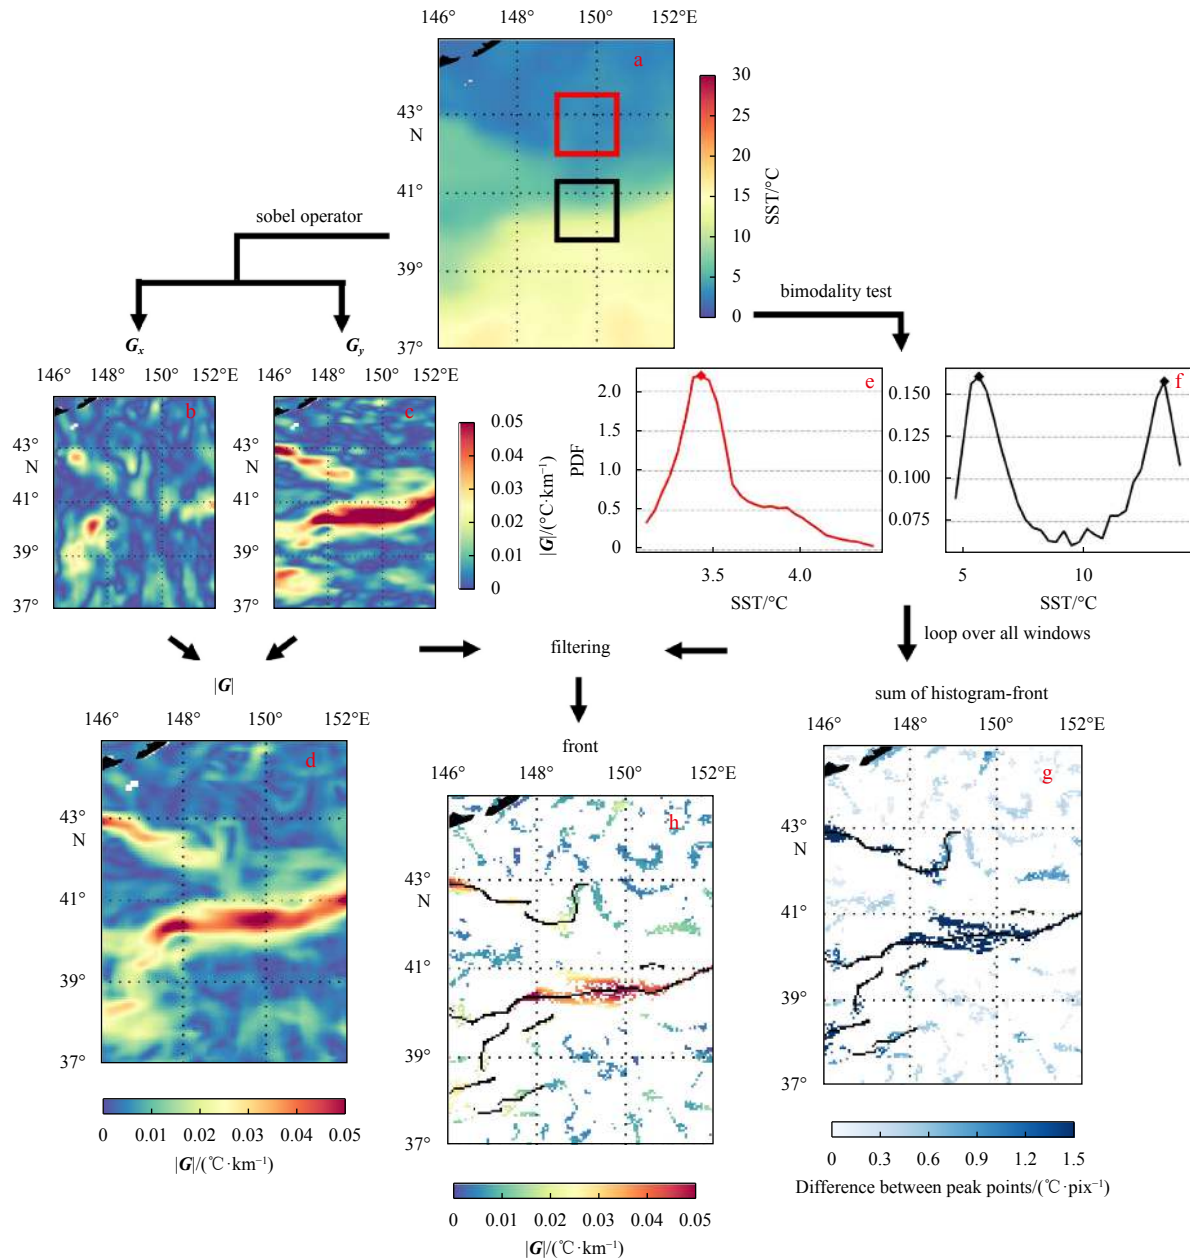 146° 148° 150° 152°E
a
43°
N
41°
39°
37°
30
25
20
15
10
5
0
SST/°C
sobel operator
bimodality test
Gx
Gy
146° 148° 150° 152°E
146° 148° 150° 152°E
b
c
43°
N
41°
39°
37°
43°
N
41°
39°
37°
0.05
0.04
0.03
0.02
0.01
0
|G|/(°C·km⁻¹)
e
2.0
1.5
1.0
0.5
0
PDF
3.5 4.0
SST/°C
f
0.150
0.125
0.100
0.075
5 10
SST/°C
loop over all windows
filtering
|G|
sum of histogram-front
front
146° 148° 150° 152°E
d
43°
N
41°
39°
37°
0 0.01 0.02 0.03 0.04 0.05
|G|/(℃·km⁻¹)
146° 148° 150° 152°E
h
43°
N
41°
39°
37°
0 0.01 0.02 0.03 0.04 0.05
|G|/(℃·km⁻¹)
146° 148° 150° 152°E
g
43°
N
41°
39°
37°
0 0.3 0.6 0.9 1.2 1.5
Difference between peak points/(℃·pix⁻¹)